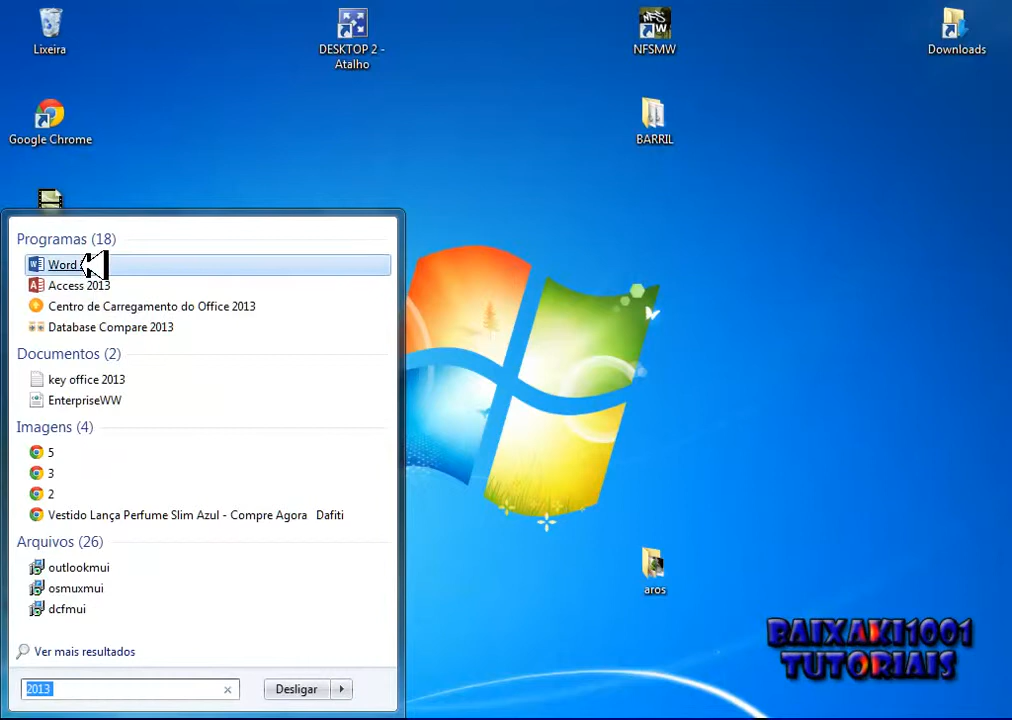 Lixeira
DESKTOP 2 -
Atalho
NFSMW
Downloads
Google Chrome
BARRIL
Programas (18)
Word
Access 2013
Centro de Carregamento do Office 2013
Database Compare 2013
Documentos (2)
key office 2013
EnterpriseWW
Imagens (4)
5
3
2
Vestido Lança Perfume Slim Azul - Compre Agora Dafiti
Arquivos (26)
outlookmui
osmuxmui
dcfmui
Ver mais resultados
2013
Desligar
aros
BAIXAKI1001
TUTORIAIS